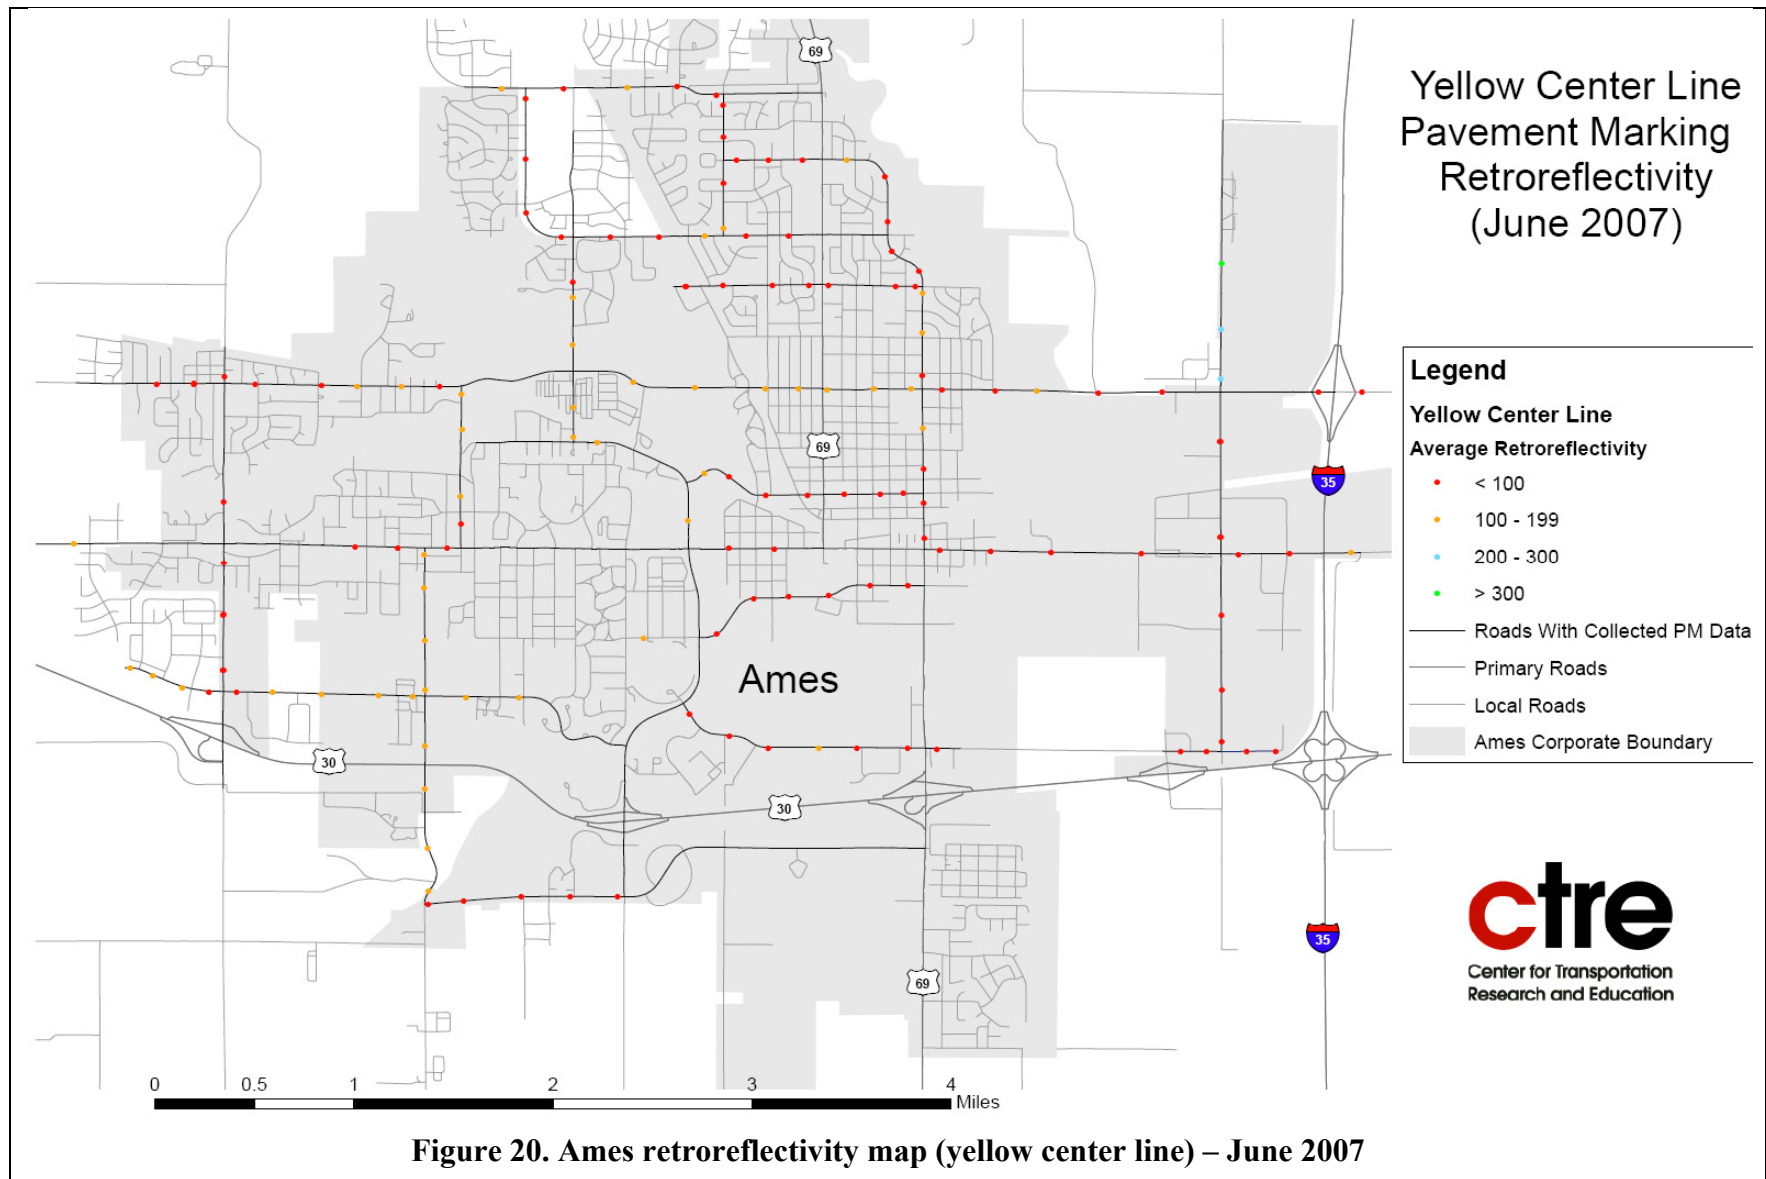 69
Yellow Center Line
Pavement Marking
Retroreflectivity
(June 2007)
Legend
Yellow Center Line
Average Retroreflectivity
< 100
100 - 199
200 - 300
> 300
Roads With Collected PM Data
Primary Roads
Local Roads
Ames Corporate Boundary
69
35
Ames
30
30
35
69
ctre
Center for Transportation
Research and Education
0 0.5 1 2 3 4
Miles
Figure 20. Ames retroreflectivity map (yellow center line) – June 2007